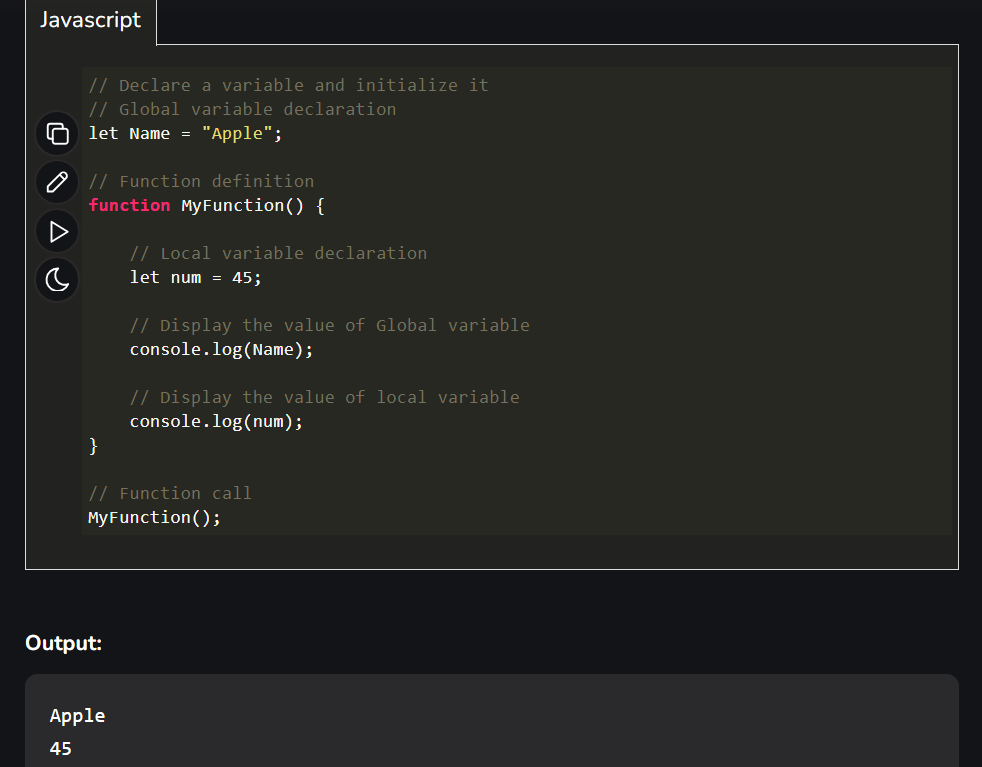 Javascript
// Declare a variable and initialize it
// Global variable declaration
let Name = "Apple";
// Function definition
function MyFunction() {
// Local variable declaration
let num = 45;
// Display the value of Global variable
console.log(Name);
// Display the value of local variable
console.log(num);
}
// Function call
MyFunction();
Output:
Apple
45